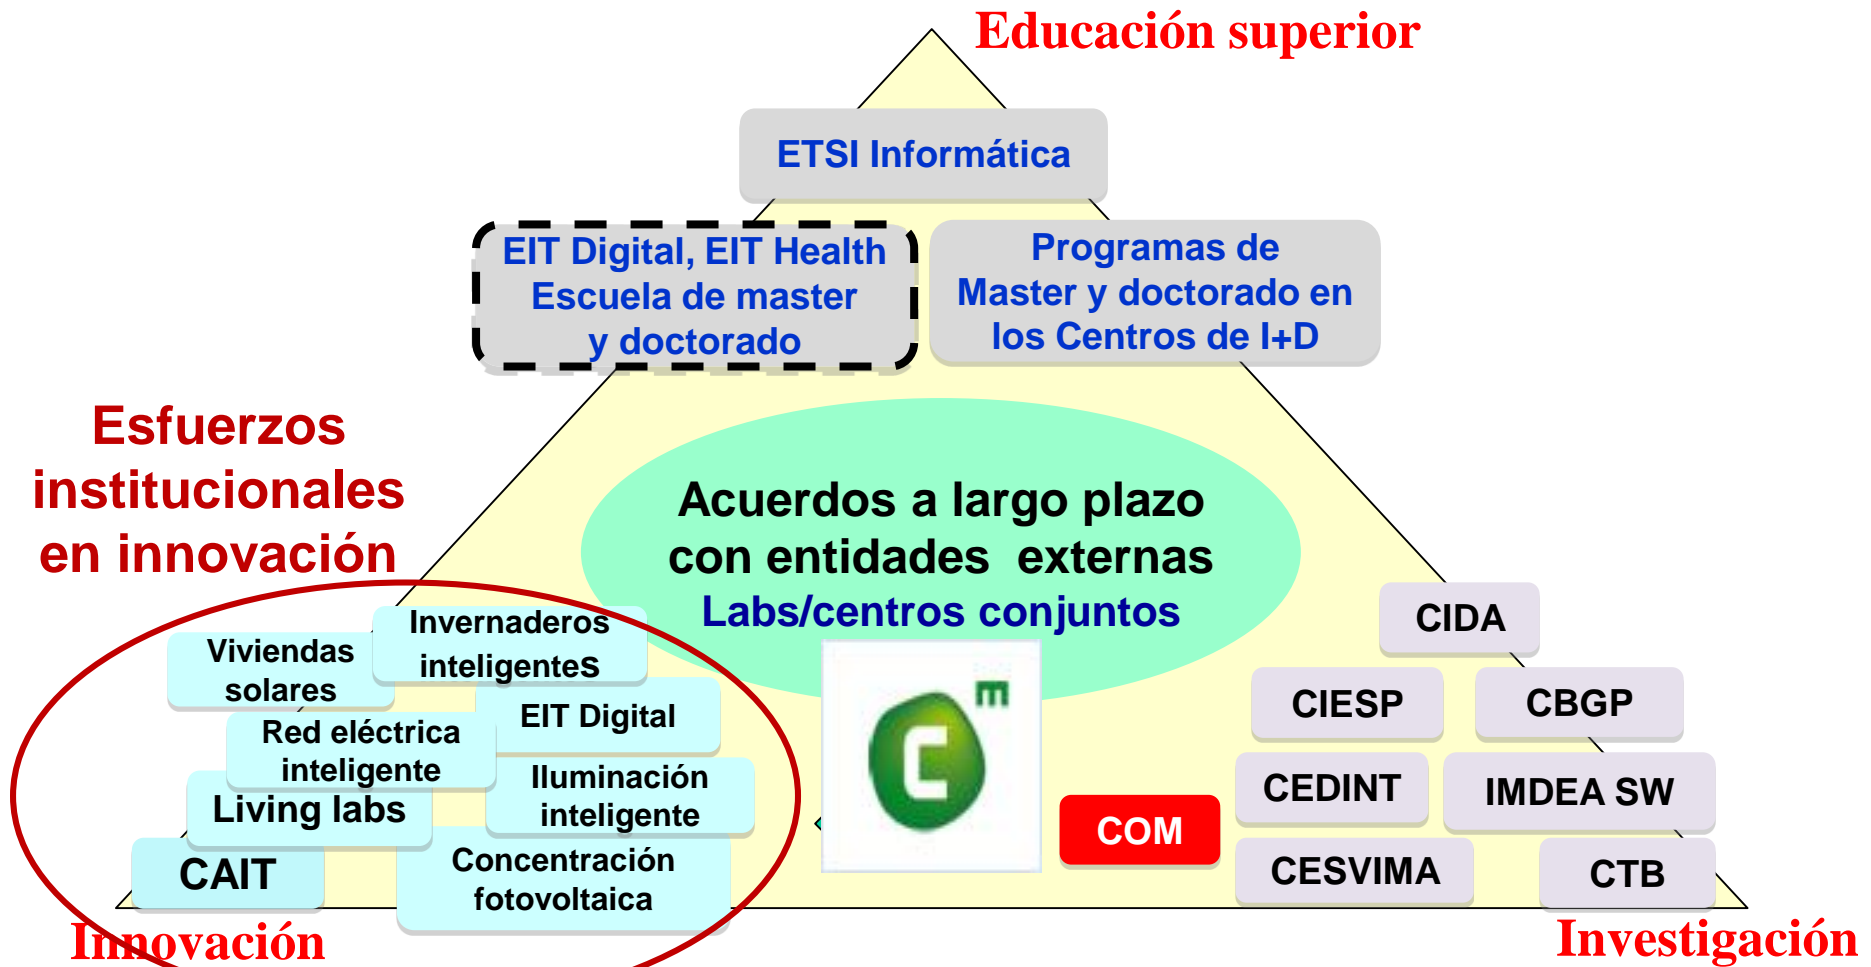 Educación superior
ETSI Informática
EIT Digital, EIT Health
Escuela de master
y doctorado
Programas de
Master y doctorado en
los Centros de I+D
Esfuerzos
institucionales
en innovación
Acuerdos a largo plazo
con entidades externas
Labs/centros conjuntos
Invernaderos
inteligentes
Viviendas
solares
EIT Digital
Red eléctrica
inteligente
Iluminación
inteligente
Living labs
CAIT
Concentración
fotovoltaica
C m
COM
CIDA
CIESP
CBGP
CEDINT
IMDEA SW
CESVIMA
CTB
Innovación
Investigación